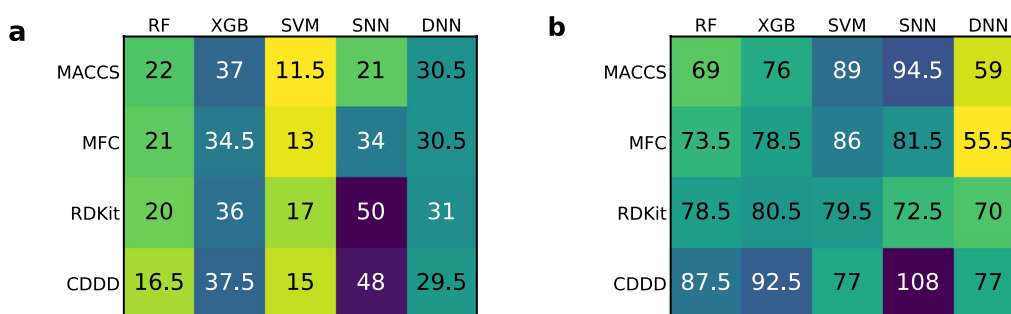 a
RF XGB SVM SNN DNN
MACCS 22 37 11.5 21 30.5
MFC 21 34.5 13 34 30.5
RDKit 20 36 17 50 31
CDDD 16.5 37.5 15 48 29.5
b
RF XGB SVM SNN DNN
MACCS 69 76 89 94.5 59
MFC 73.5 78.5 86 81.5 55.5
RDKit 78.5 80.5 79.5 72.5 70
CDDD 87.5 92.5 77 108 77